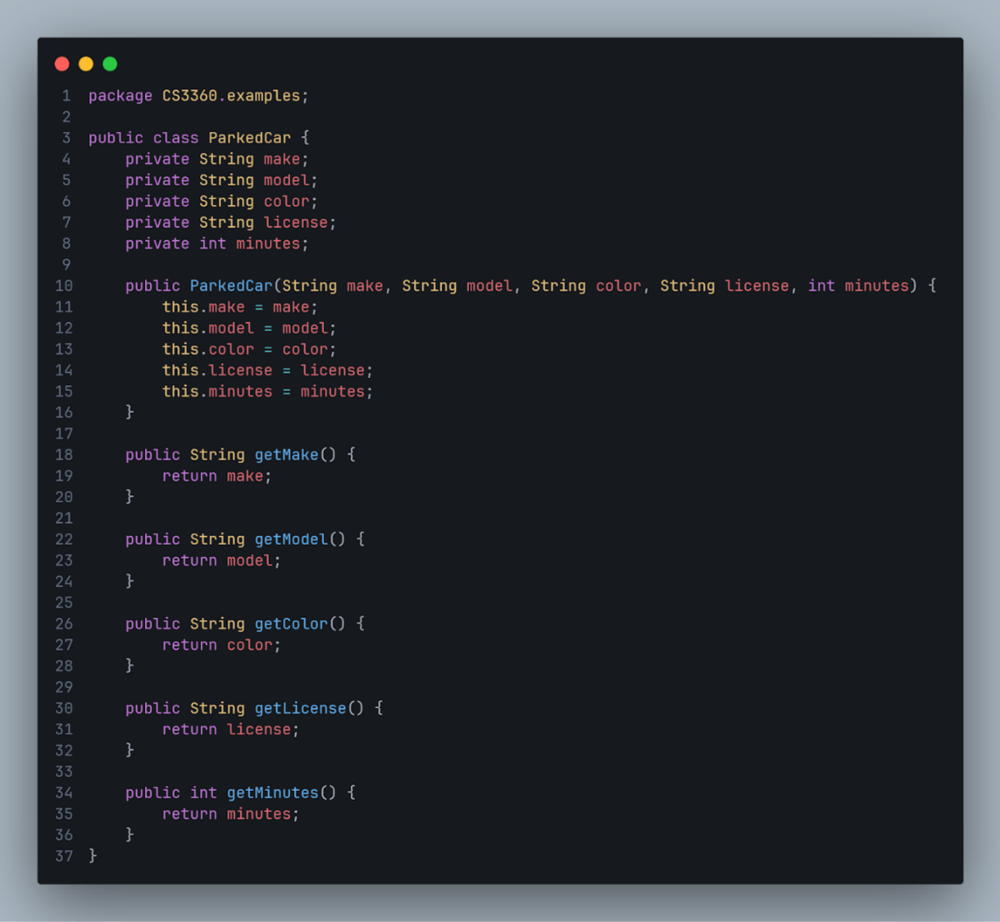 1 package CS3360.examples;
2
3 public class ParkedCar {
4     private String make;
5     private String model;
6     private String color;
7     private String license;
8     private int minutes;
9
10     public ParkedCar(String make, String model, String color, String license, int minutes) {
11         this.make = make;
12         this.model = model;
13         this.color = color;
14         this.license = license;
15         this.minutes = minutes;
16     }
17
18     public String getMake() {
19         return make;
20     }
21
22     public String getModel() {
23         return model;
24     }
25
26     public String getColor() {
27         return color;
28     }
29
30     public String getLicense() {
31         return license;
32     }
33
34     public int getMinutes() {
35         return minutes;
36     }
37 }